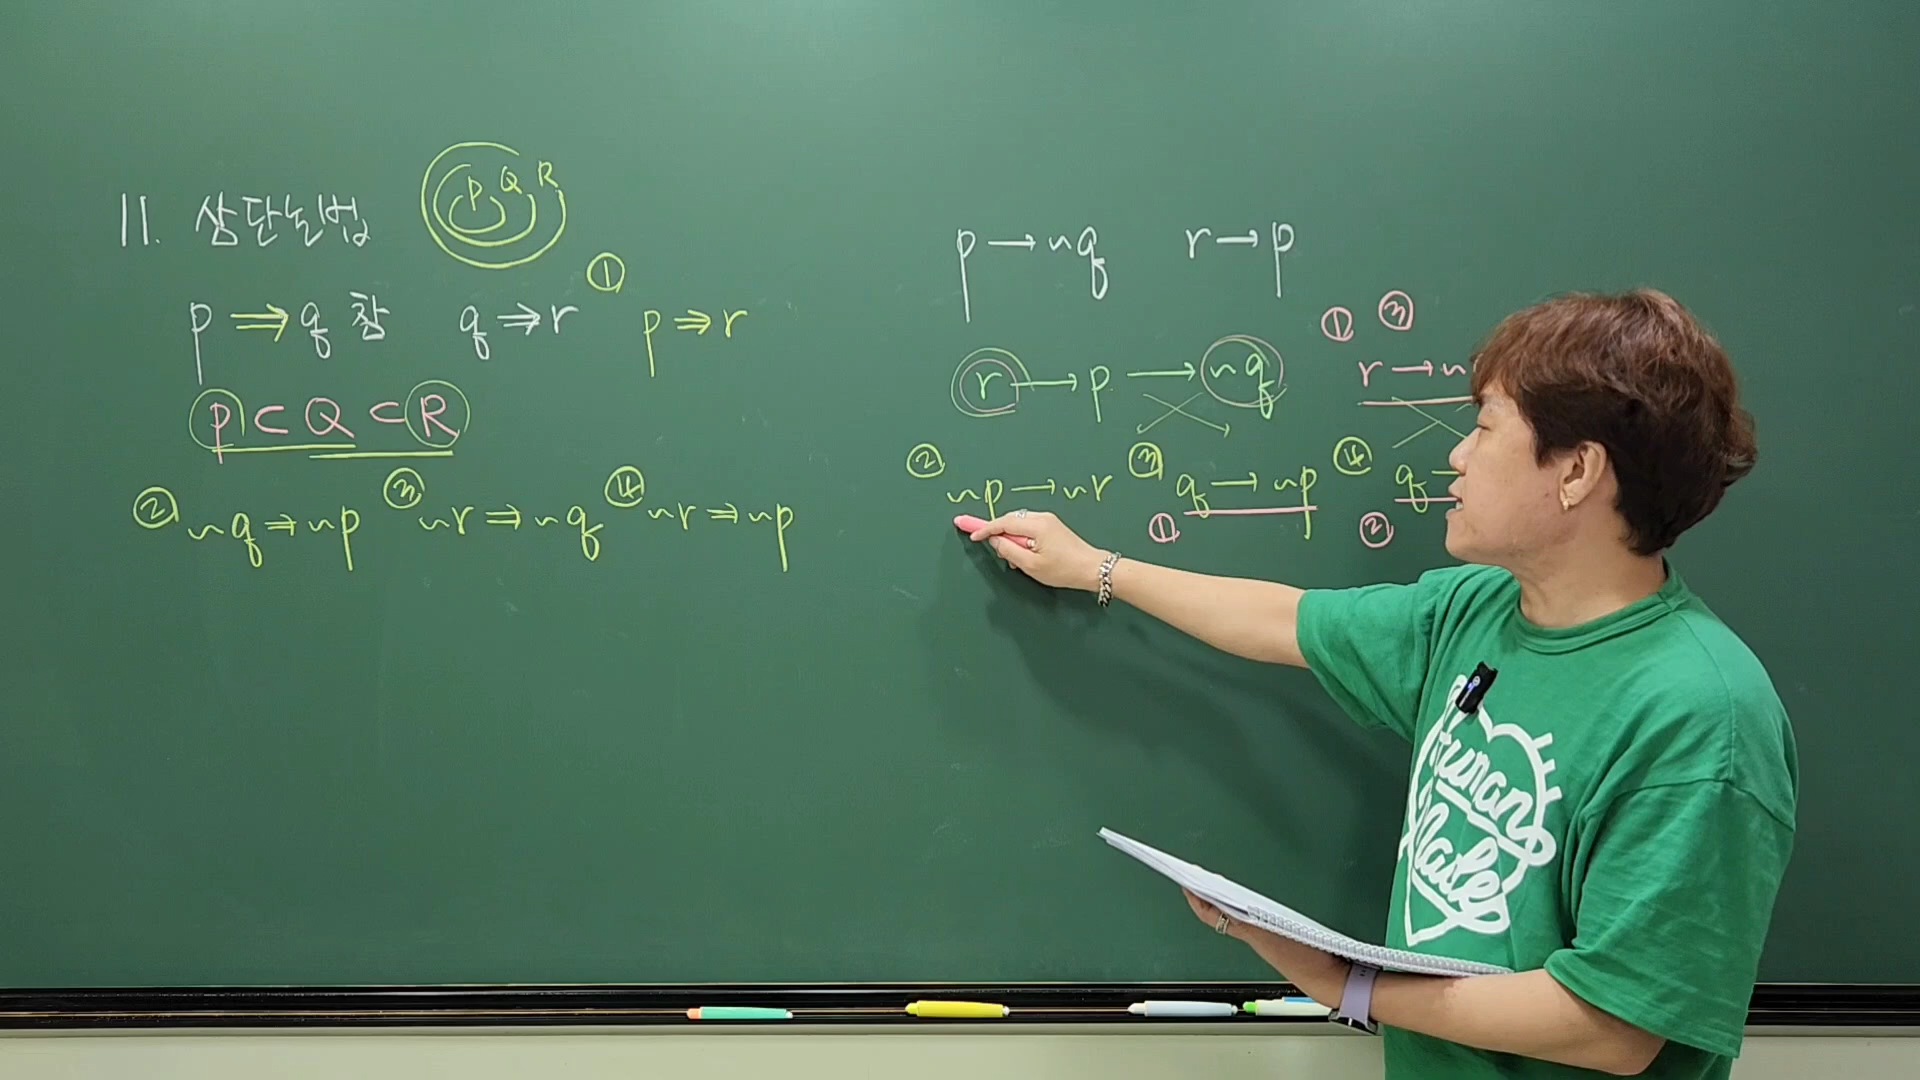 11. 삼단논법
P Q R
p ⇒ q 참 q ⇒ r ① p ⇒ r
P ⊂ Q ⊂ R
② ~q ⇒ ~p ③ ~r ⇒ ~q ④ ~r ⇒ ~p
p → ~q r → p
r → p → ~q
① ③
r → ~
② ~p → ~r ③ q → ~p ④ q →
① ②
Human Made